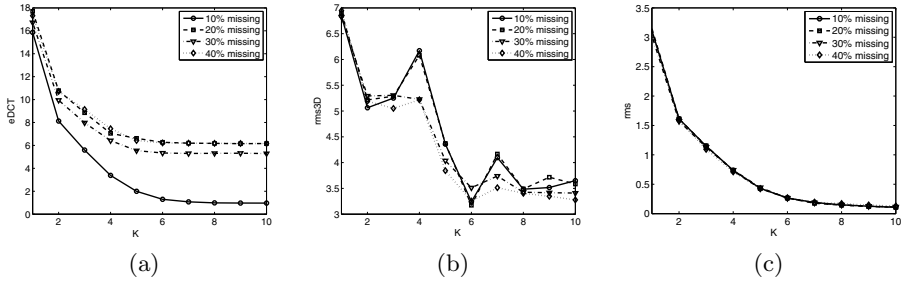 18
16
14
12
10
8
6
4
2
0
eDCT
2 4 6 8 10
K
10% missing
20% missing
30% missing
40% missing
(a)
7
6.5
6
5.5
5
4.5
4
3.5
3
rms3D
2 4 6 8 10
K
10% missing
20% missing
30% missing
40% missing
(b)
3.5
3
2.5
2
1.5
1
0.5
0
rms
2 4 6 8 10
K
10% missing
20% missing
30% missing
40% missing
(c)